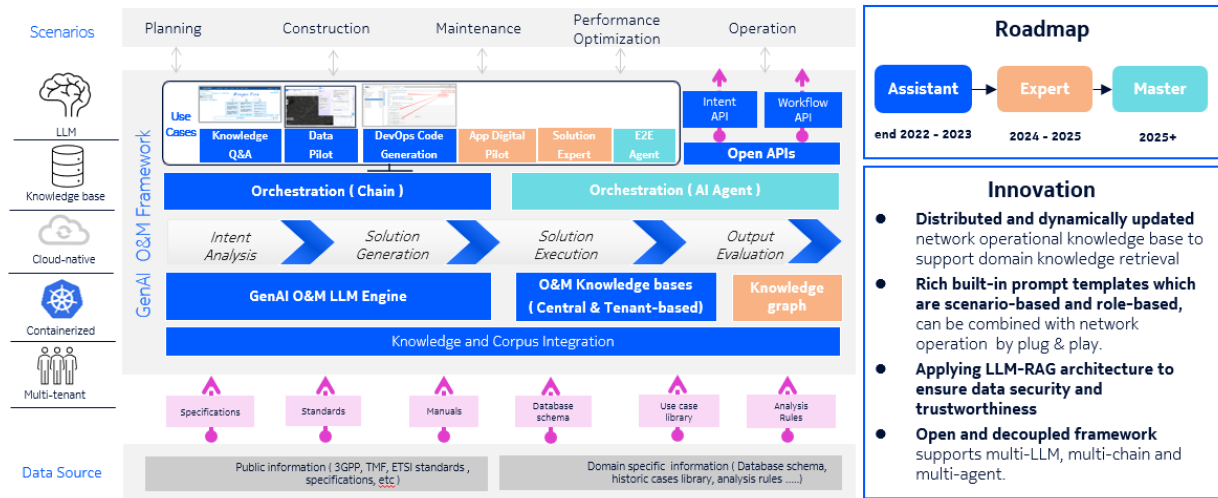 Scenarios
Planning
Construction
Maintenance
Performance
Optimization
Operation
LLM
Knowledge base
Cloud-native
Containerized
Multi-tenant
GenAI O&M Framework
Use
Cases
Knowledge
Q&A
Data
Pilot
DevOps Code
Generation
App Digital
Pilot
Solution
Expert
E2E
Agent
Intent
API
Workflow
API
Open APIs
Orchestration ( Chain )
Orchestration ( AI Agent )
Intent
Analysis
Solution
Generation
Solution
Execution
Output
Evaluation
GenAI O&M LLM Engine
O&M Knowledge bases
( Central & Tenant-based)
Knowledge
graph
Knowledge and Corpus Integration
Specifications
Standards
Manuals
Database
schema
Use case
library
Analysis
Rules
Data Source
Public information ( 3GPP, TMF, ETSI standards ,
specifications, etc )
Domain specific information ( Database schema,
historic cases library, analysis rules .....)
Roadmap
Assistant
Expert
Master
end 2022 - 2023
2024 - 2025
2025+
Innovation
● Distributed and dynamically updated
network operational knowledge base to
support domain knowledge retrieval
● Rich built-in prompt templates which
are scenario-based and role-based,
can be combined with network
operation by plug & play.
● Applying LLM-RAG architecture to
ensure data security and
trustworthiness
● Open and decoupled framework
supports multi-LLM, multi-chain and
multi-agent.